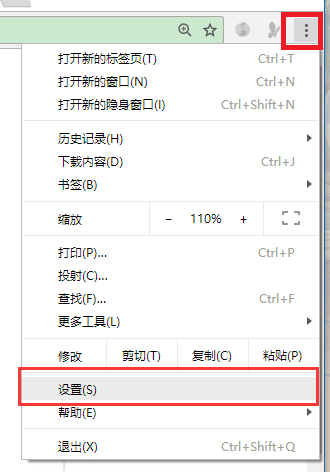 打开新的标签页(T) Ctrl+T
打开新的窗口(N) Ctrl+N
打开新的隐身窗口(I) Ctrl+Shift+N
历史记录(H)
下载内容(D) Ctrl+J
书签(B)
缩放 − 110% +
打印(P)... Ctrl+P
投射(C)...
查找(F)... Ctrl+F
更多工具(L)
修改 剪切(T) 复制(C) 粘贴(P)
设置(S)
帮助(E)
退出(X) Ctrl+Shift+Q